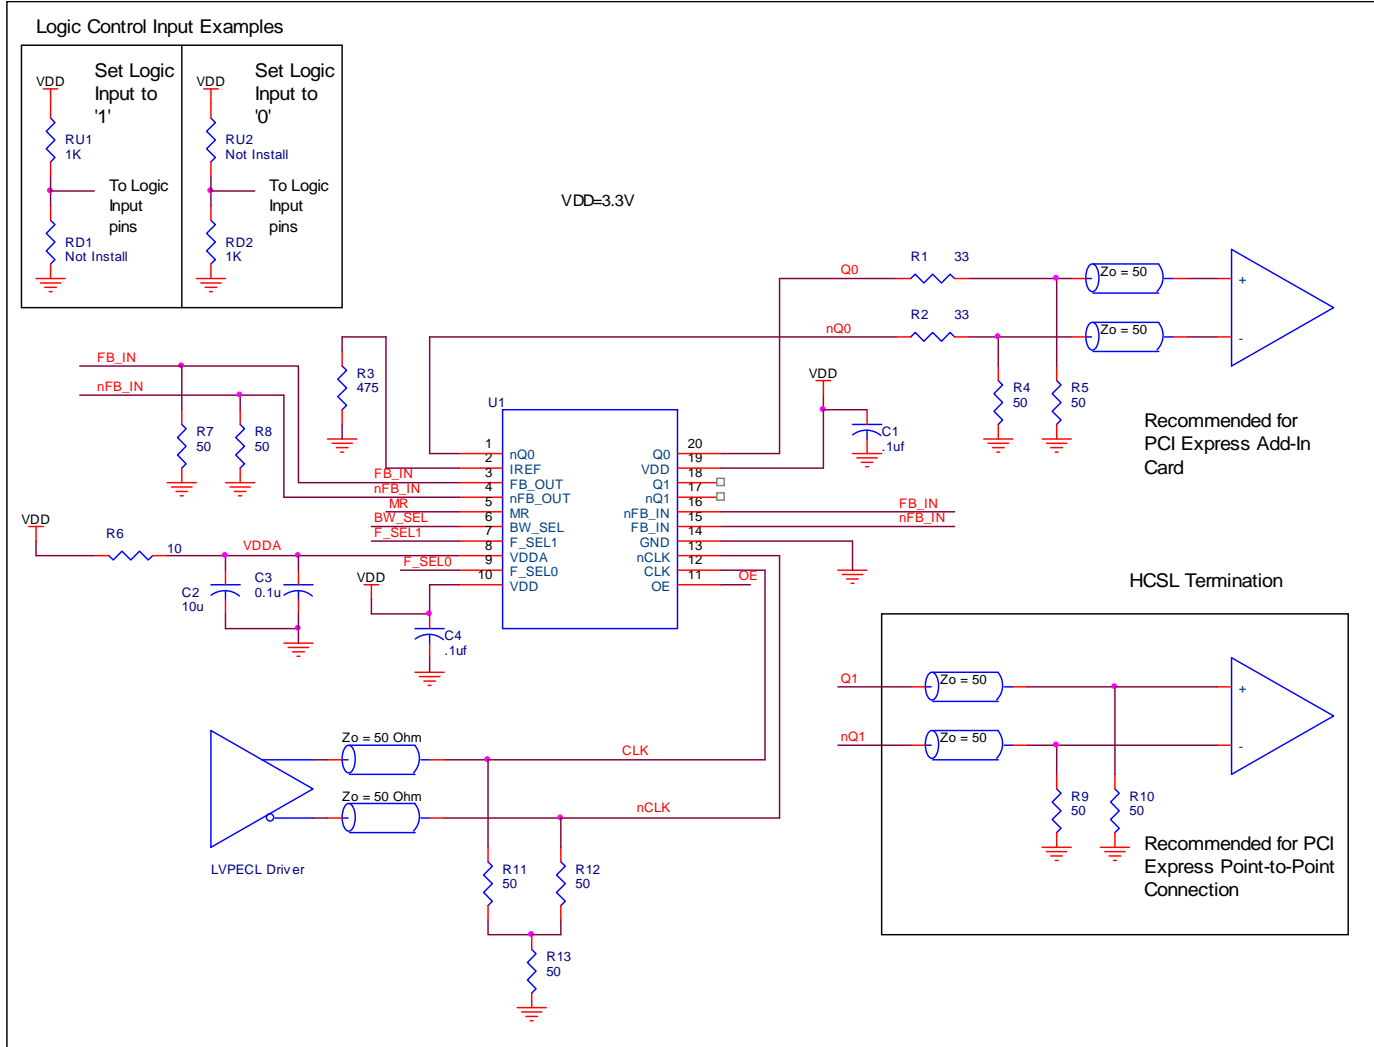 Logic Control Input Examples
Set Logic
Input to
'1'
VDD
RU1
1K
To Logic
Input
pins
RD1
Not Install
Set Logic
Input to
'0'
VDD
RU2
Not Install
To Logic
Input
pins
RD2
1K
VDD=3.3V
Q0
R1 33
Zo = 50
+
nQ0
R2 33
Zo = 50
-
R4
50
R5
50
Recommended for
PCI Express Add-In
Card
FB_IN
nFB_IN
R7
50
R8
50
R3
475
VDD
C1
.1uf
U1
1 nQ0
2 IREF
FB_IN 3 FB_OUT
nFB_IN 4 nFB_OUT
MR 5 MR
BW_SEL 6 BW_SEL
F_SEL1 7 F_SEL1
8 VDDA
F_SEL0 9 F_SEL0
10 VDD
Q0 20
VDD 19
Q1 18
nQ1 17
nFB_IN 16 FB_IN
FB_IN 15 nFB_IN
GND 14
nCLK 13
CLK 12
OE 11 OE
VDD
R6
10
VDDA
C2
10u
C3
0.1u
VDD
C4
.1uf
HCSL Termination
Q1
Zo = 50
+
nQ1
Zo = 50
-
R9
50
R10
50
Recommended for PCI
Express Point-to-Point
Connection
Zo = 50 Ohm
CLK
Zo = 50 Ohm
nCLK
LVPECL Driver
R11
50
R12
50
R13
50